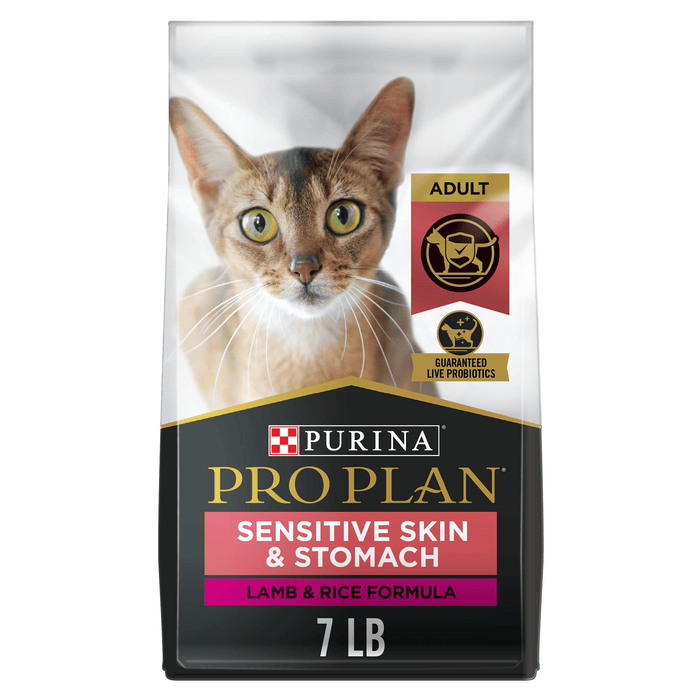 ADULT
GUARANTEED
LIVE PROBIOTICS
PURINA®
PRO PLAN®
SENSITIVE SKIN
& STOMACH
LAMB & RICE FORMULA
7 LB